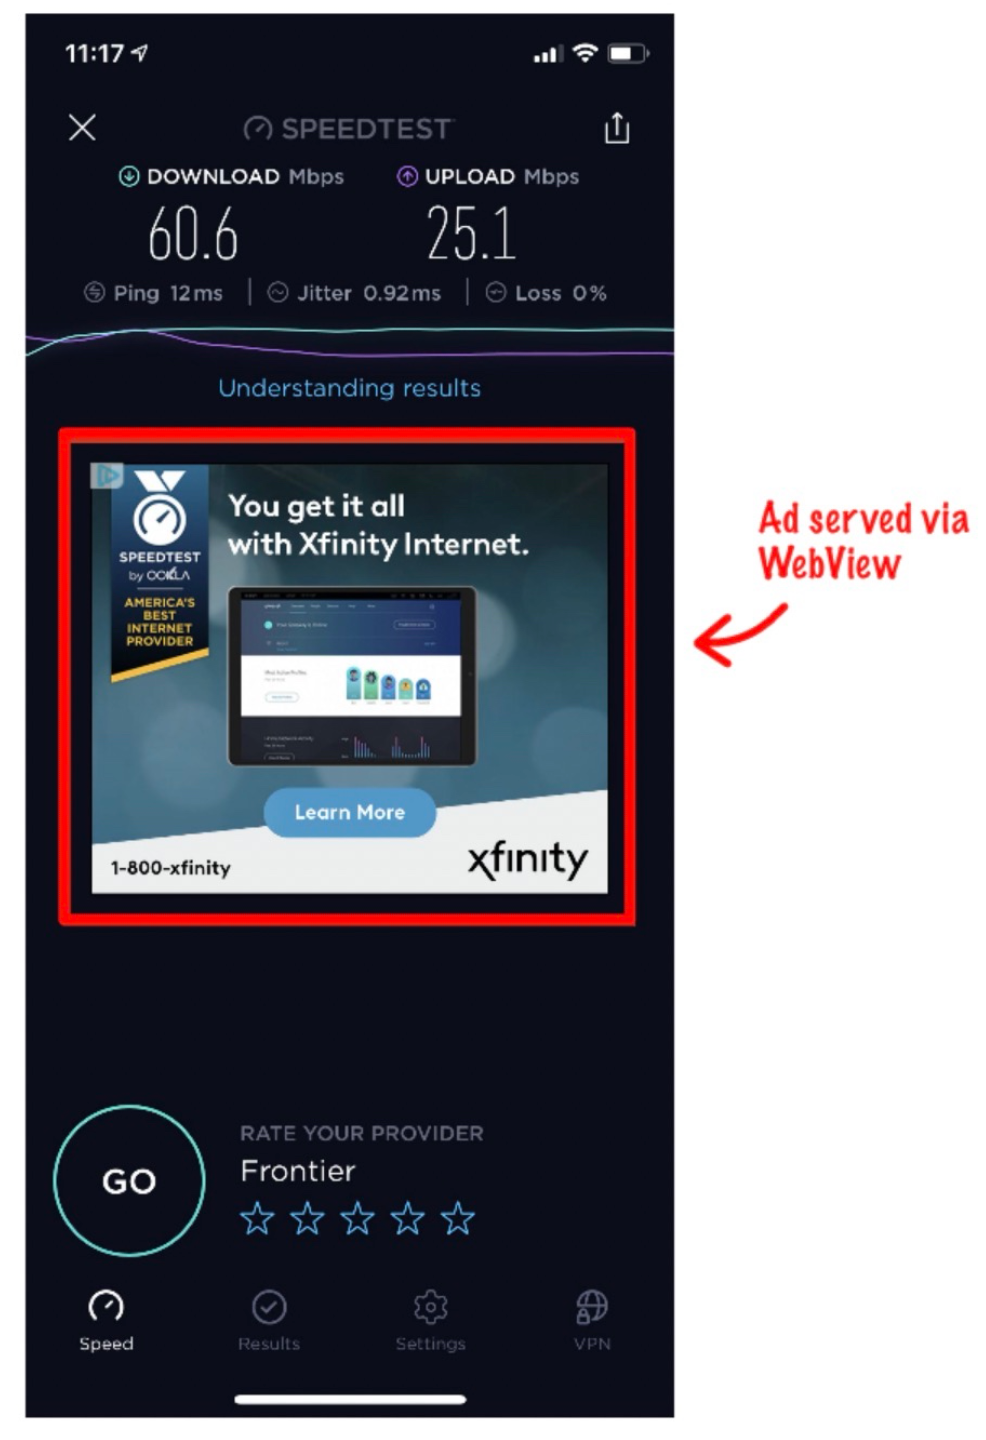 11:17
SPEEDTEST
DOWNLOAD Mbps
UPLOAD Mbps
60.6
25.1
Ping 12ms
Jitter 0.92ms
Loss 0%
Understanding results
SPEEDTEST
by OOKLA
AMERICA'S
BEST
INTERNET
PROVIDER
You get it all
with Xfinity Internet.
Learn More
1-800-xfinity
xfinity
Ad served via
WebView
GO
RATE YOUR PROVIDER
Frontier
Speed
Results
Settings
VPN